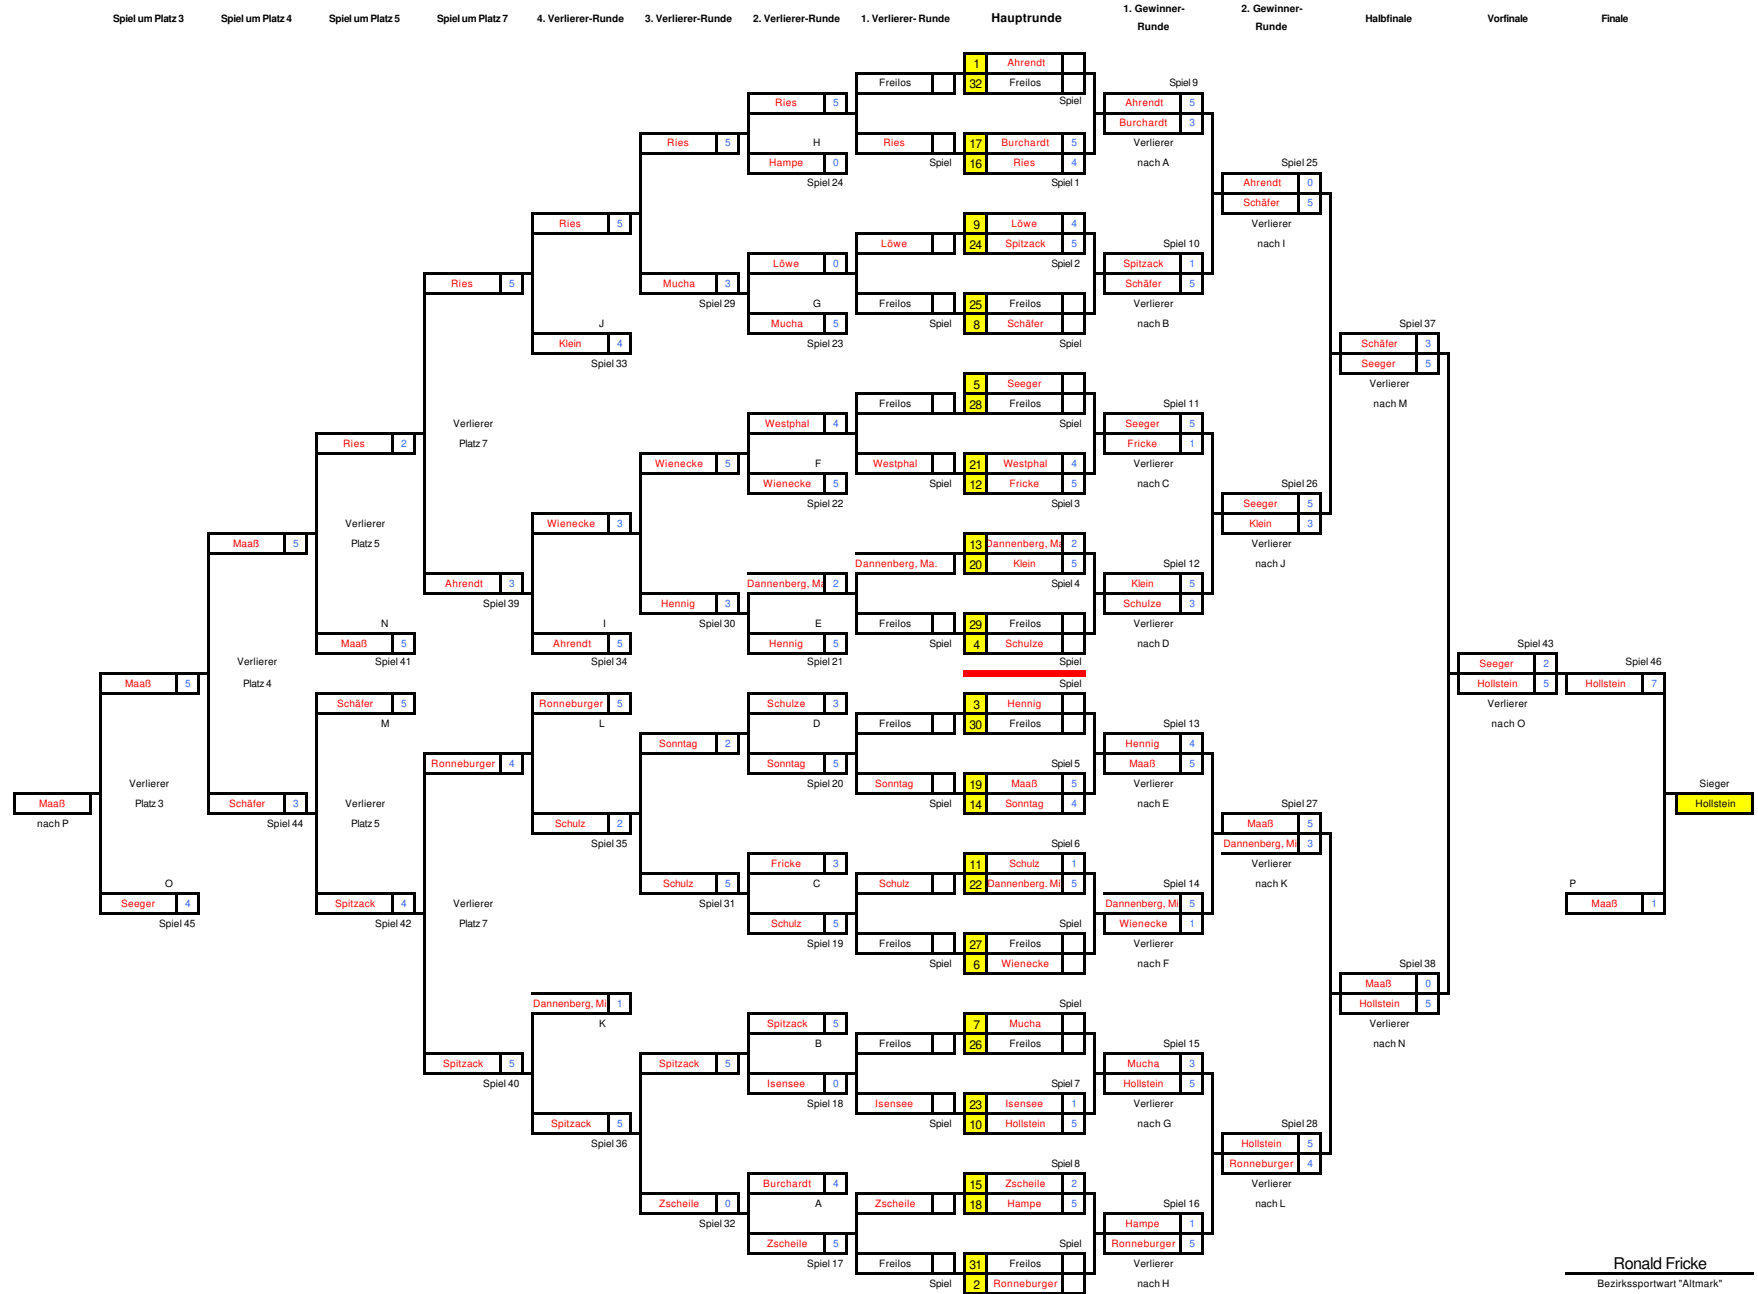 Spiel um Platz 3 Spiel um Platz 4 Spiel um Platz 5 Spiel um Platz 7 4. Verlierer-Runde 3. Verlierer-Runde 2. Verlierer-Runde 1. Verlierer- Runde Hauptrunde 1. Gewinner-Runde 2. Gewinner-Runde Halbfinale Vorfinale Finale
1 Ahrendt
Freilos 32 Freilos Spiel 9
Ries 5 Spiel Ahrendt 5
Burchardt 3
Ries 5 H Ries 17 Burchardt 5 Verlierer
Hampe 0 Spiel 16 Ries 4 nach A Spiel 25
Spiel 24 Spiel 1 Ahrendt 0
Schäfer 5
Ries 5 9 Löwe 4 Verlierer
Löwe 24 Spitzack 5 Spiel 10 nach I
Löwe 0 Spiel 2 Spitzack 1
Ries 5 Mucha 3 Schäfer 5
Spiel 29 G Freilos 25 Freilos Verlierer
J Mucha 5 Spiel 8 Schäfer nach B Spiel 37
Klein 4 Spiel 23 Spiel Schäfer 3
Spiel 33 Seeger 5
5 Seeger Verlierer
Freilos 28 Freilos Spiel 11 nach M
Verlierer Westphal 4 Spiel Seeger 5
Ries 2 Platz 7 Fricke 1
Wienecke 5 F Westphal 21 Westphal 4 Verlierer
Wienecke 5 Spiel 12 Fricke 5 nach C Spiel 26
Spiel 22 Spiel 3 Seeger 5
Verlierer Wienecke 3 Klein 3
Maaß 5 Platz 5 13 Dannenberg, Ma 2 Verlierer
Dannenberg, Ma. 20 Klein 5 Spiel 12 nach J
Ahrendt 3 Dannenberg, Ma 2 Spiel 4 Klein 5
Spiel 39 Hennig 3 Schulze 3
N I Spiel 30 E Freilos 29 Freilos Verlierer
Maaß 5 Ahrendt 5 Hennig 5 Spiel 4 Schulze nach D Spiel 43
Verlierer Spiel 41 Spiel 34 Spiel 21 Spiel Seeger 2 Spiel 46
Maaß 5 Platz 4 Spiel Hollstein 5 Hollstein 7
Schäfer 5 Ronneburger 5 Schulze 3 3 Hennig Verlierer
M L D Freilos 30 Freilos Spiel 13 nach O
Sonntag 2 Hennig 4
Ronneburger 4 Sonntag 5 Spiel 5 Maaß 5
Verlierer Spiel 20 Sonntag 19 Maaß 5 Verlierer Sieger
Maaß Platz 3 Schäfer 3 Verlierer Spiel 14 Sonntag 4 nach E Spiel 27 Hollstein
nach P Spiel 44 Platz 5 Schulz 2 Maaß 5
Spiel 35 Spiel 6 Dannenberg, Mi 3
Fricke 3 11 Schulz 1 Verlierer
O Schulz 5 C Schulz 22 Dannenberg. Mi 5 Spiel 14 nach K P
Seeger 4 Spitzack 4 Verlierer Spiel 31 Dannenberg, Mi 5 Maaß 1
Spiel 45 Spiel 42 Platz 7 Schulz 5 Spiel Wienecke 1
Spiel 19 Freilos 27 Freilos Verlierer
Spiel 6 Wienecke nach F Spiel 38
Maaß 0
Dannenberg, Mi 1 Spiel Hollstein 5
K Spitzack 5 7 Mucha Verlierer
B Freilos 26 Freilos Spiel 15 nach N
Spitzack 5 Spitzack 5 Mucha 3
Spiel 40 Isensee 0 Spiel 7 Hollstein 5
Spiel 18 Isensee 23 Isensee 1 Verlierer
Spitzack 5 Spiel 10 Hollstein 5 nach G Spiel 28
Spiel 36 Hollstein 5
Spiel 8 Ronneburger 4
Burchardt 4 15 Zscheile 2 Verlierer
Zscheile 0 A Zscheile 18 Hampe 5 Spiel 16 nach L
Spiel 32 Hampe 1
Zscheile 5 Spiel Ronneburger 5
Spiel 17 Freilos 31 Freilos Verlierer Ronald Fricke
Spiel 2 Ronneburger nach H Bezirkssportwart "Altmark"